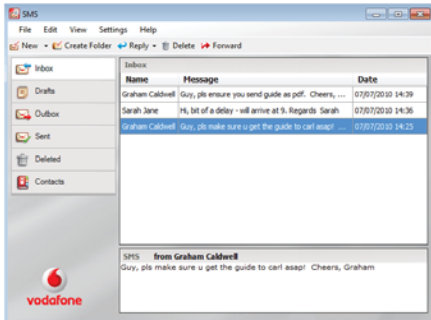 SMS
File Edit View Settings Help
New Create Folder Reply Delete Forward
Inbox
Drafts
Outbox
Sent
Deleted
Contacts
Inbox
Name Message Date
Graham Caldwell Guy, pls ensure you send guide as pdf. Cheers, ... 07/07/2010 14:39
Sarah Jane Hi, bit of a delay - will arrive at 9. Regards Sarah 07/07/2010 14:36
Graham Caldwell Guy, pls make sure u get the guide to carl asap! ... 07/07/2010 14:25
SMS from Graham Caldwell
Guy, pls make sure u get the guide to carl asap! Cheers, Graham
vodafone